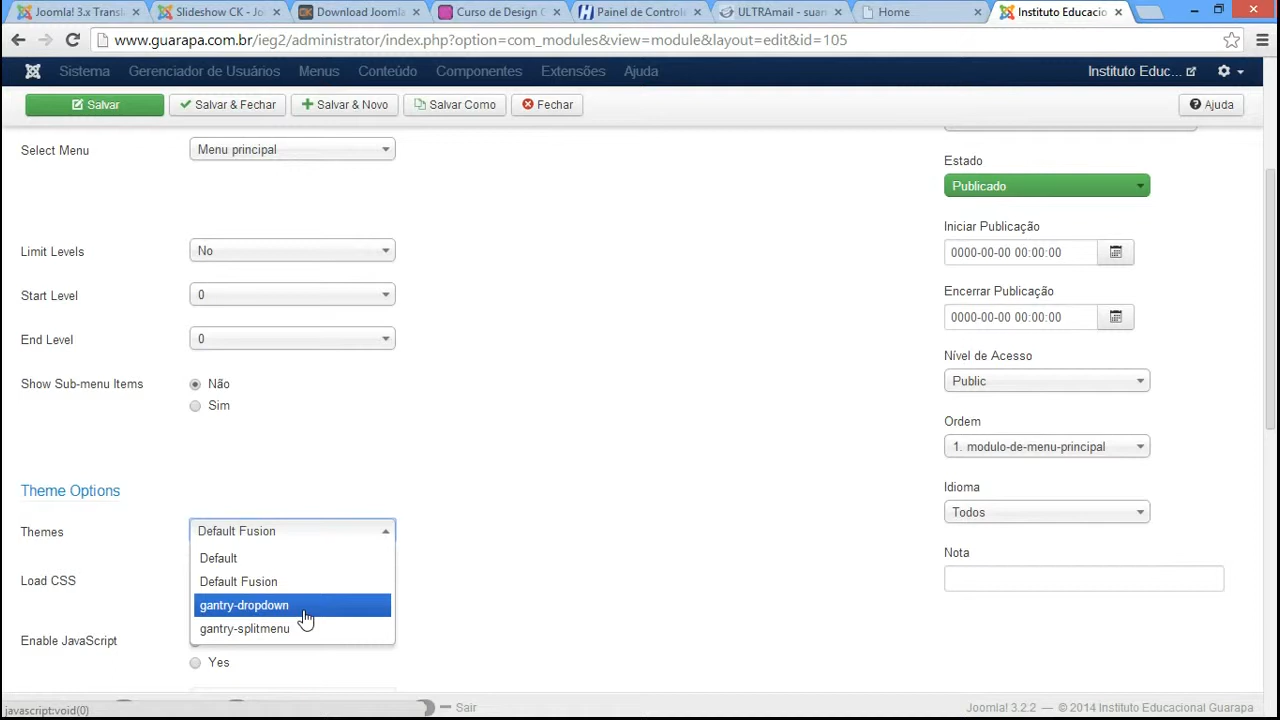 Joomla! 3.x Transla
Slideshow CK - Joo
Download Joomla
Curso de Design G
Painel de Controle
ULTRAmail - suam
Home
Instituto Educacio
www.guarapa.com.br/ieg2/administrator/index.php?option=com_modules&view=module&layout=edit&id=105
Sistema Gerenciador de Usuários Menus Conteúdo Componentes Extensões Ajuda
Instituto Educ...
Salvar
Salvar & Fechar
Salvar & Novo
Salvar Como
Fechar
Ajuda
Select Menu
Menu principal
Limit Levels
No
Start Level
0
End Level
0
Show Sub-menu Items
Não
Sim
Theme Options
Themes
Default Fusion
Default
Default Fusion
gantry-dropdown
gantry-splitmenu
Load CSS
Enable JavaScript
Yes
Estado
Publicado
Iniciar Publicação
0000-00-00 00:00:00
Encerrar Publicação
0000-00-00 00:00:00
Nível de Acesso
Public
Ordem
1. modulo-de-menu-principal
Idioma
Todos
Nota
javascript:void(0)
Sair
Joomla! 3.2.2 — © 2014 Instituto Educacional Guarapa